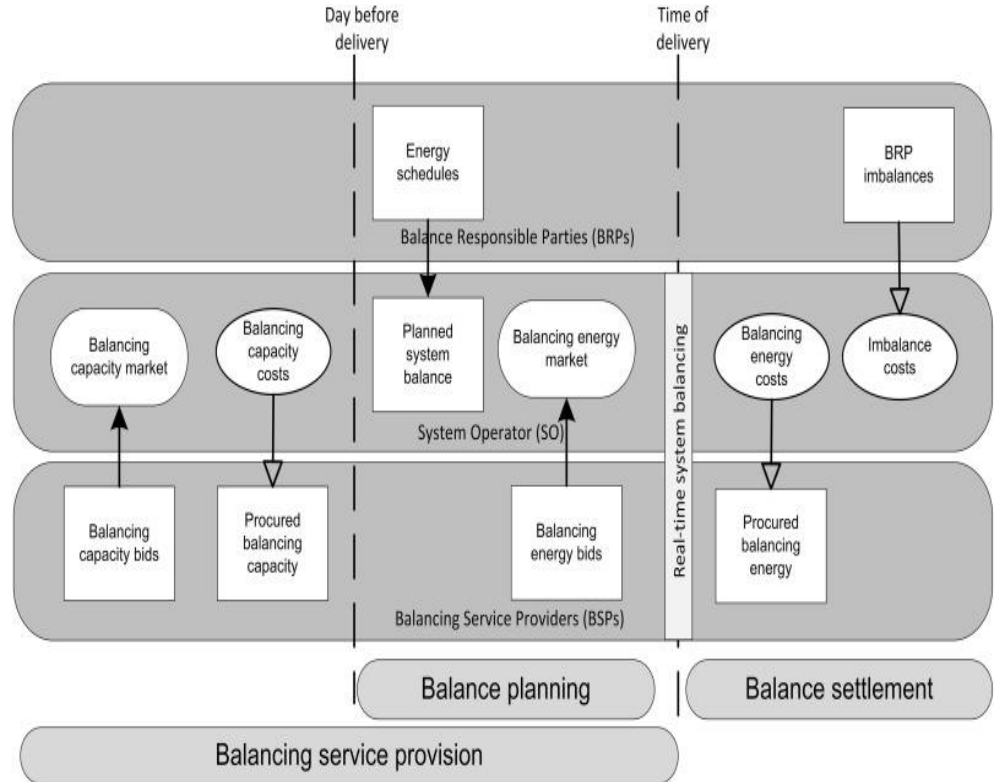 Day before
delivery
Time of
delivery
Energy
schedules
BRP
imbalances
Balance Responsible Parties (BRPs)
Balancing
capacity market
Balancing
capacity
costs
Planned
system
balance
Balancing energy
market
Balancing
energy
costs
Imbalance
costs
System Operator (SO)
Real-time system balancing
Balancing
capacity bids
Procured
balancing
capacity
Balancing
energy bids
Procured
balancing
energy
Balancing Service Providers (BSPs)
Balance planning
Balance settlement
Balancing service provision